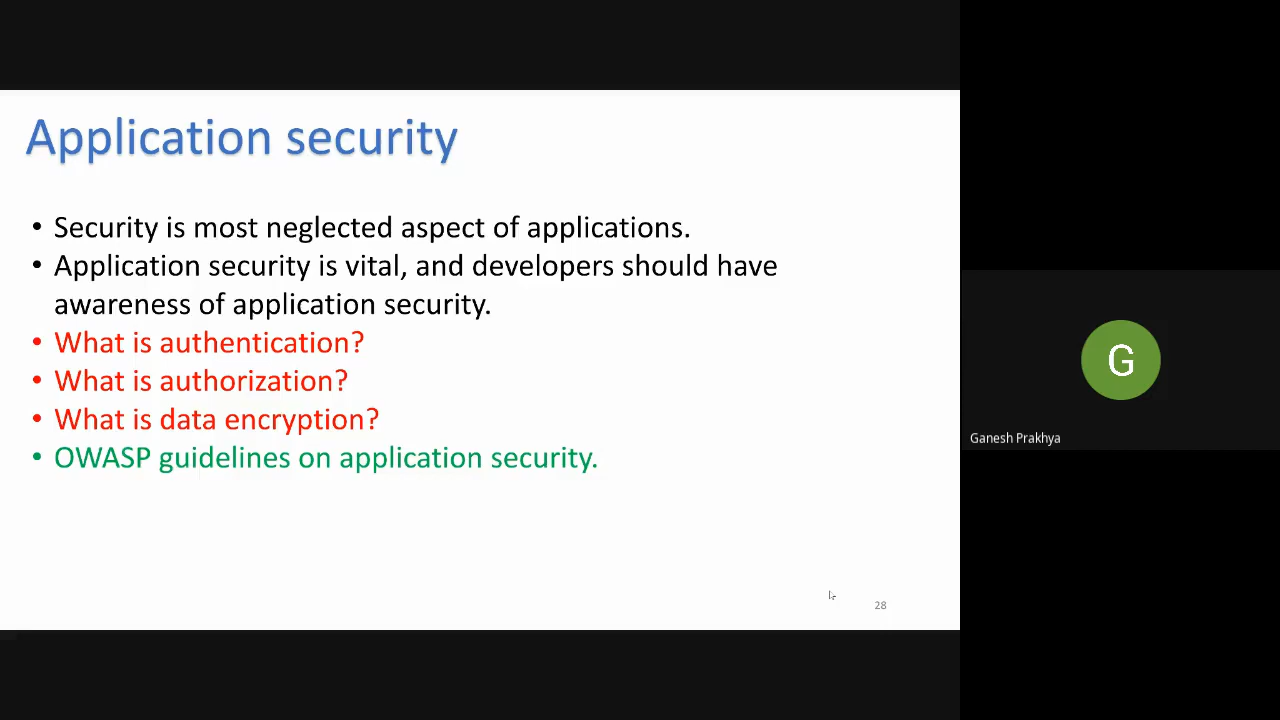 Application security
• Security is most neglected aspect of applications.
• Application security is vital, and developers should have
awareness of application security.
• What is authentication?
• What is authorization?
• What is data encryption?
• OWASP guidelines on application security.
28
G
Ganesh Prakhya